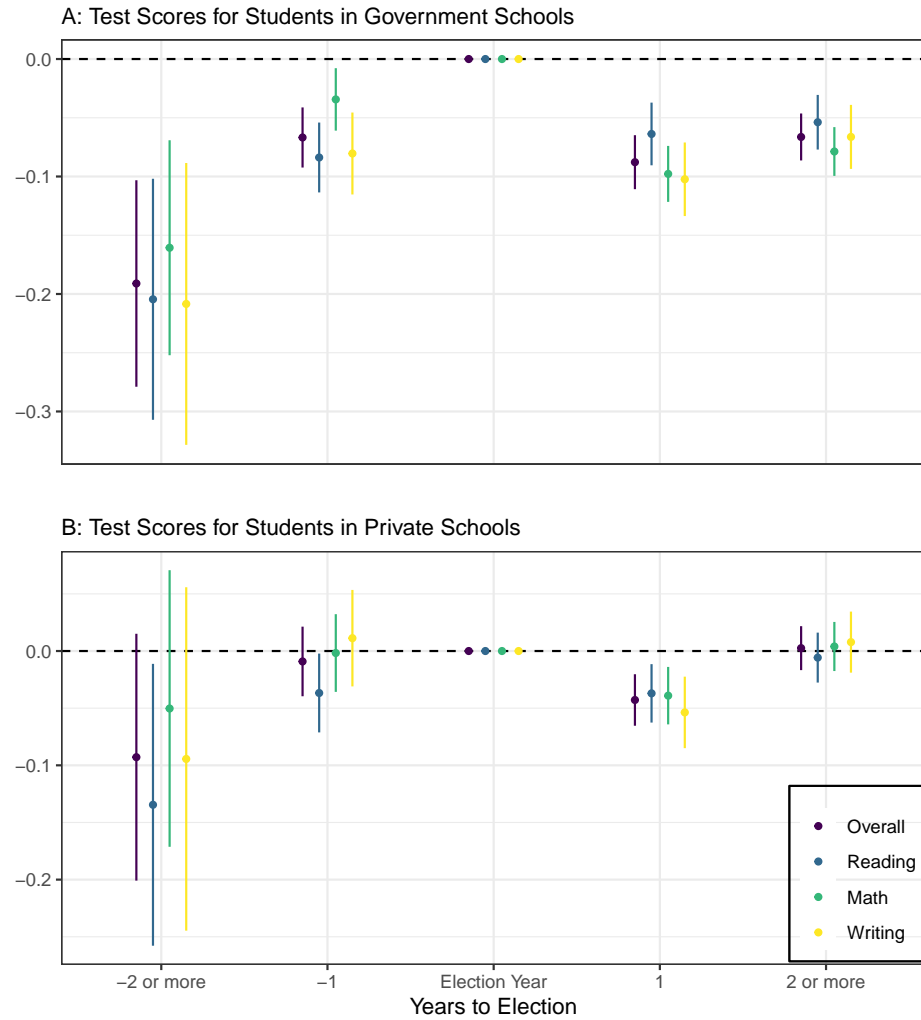 A: Test Scores for Students in Government Schools
0.0
−0.1
−0.2
−0.3
B: Test Scores for Students in Private Schools
0.0
−0.1
−0.2
Overall
Reading
Math
Writing
−2 or more −1 Election Year 1 2 or more
Years to Election